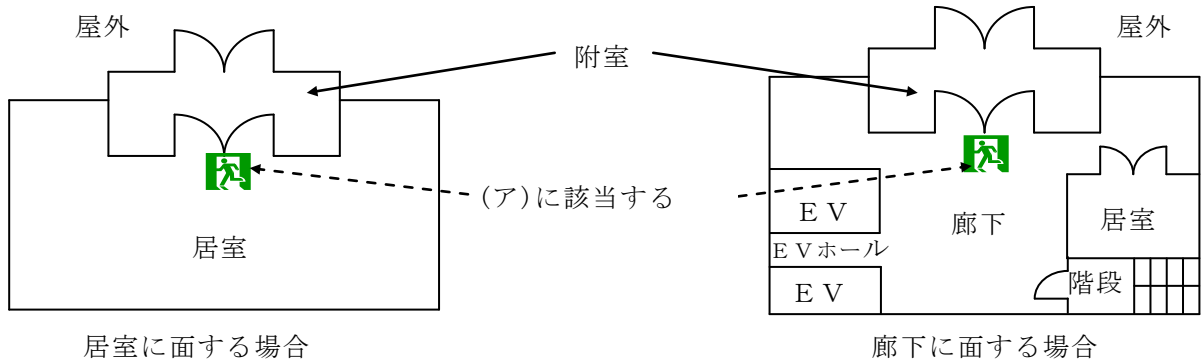 屋外
附室
屋外
(ア)に該当する
居室
ＥＶ
ＥＶホール
ＥＶ
廊下
居室
階段
居室に面する場合
廊下に面する場合